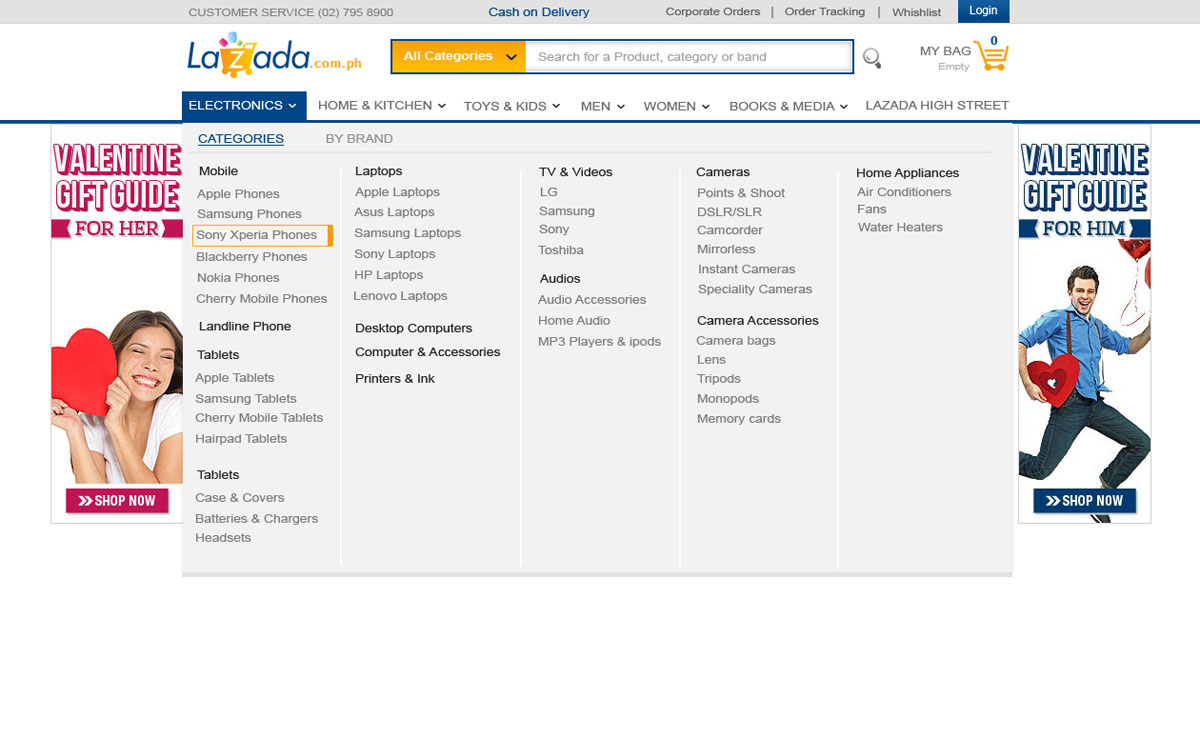 CUSTOMER SERVICE (02) 795 8900 Cash on Delivery Corporate Orders | Order Tracking | Whishlist Login
Lazada.com.ph All Categories Search for a Product, category or band MY BAG 0
Empty
ELECTRONICS HOME & KITCHEN TOYS & KIDS MEN WOMEN BOOKS & MEDIA LAZADA HIGH STREET
CATEGORIES BY BRAND
VALENTINE
GIFT GUIDE
FOR HER
SHOP NOW
Mobile
Apple Phones
Samsung Phones
Sony Xperia Phones
Blackberry Phones
Nokia Phones
Cherry Mobile Phones
Landline Phone
Tablets
Apple Tablets
Samsung Tablets
Cherry Mobile Tablets
Hairpad Tablets
Tablets
Case & Covers
Batteries & Chargers
Headsets
Laptops
Apple Laptops
Asus Laptops
Samsung Laptops
Sony Laptops
HP Laptops
Lenovo Laptops
Desktop Computers
Computer & Accessories
Printers & Ink
TV & Videos
LG
Samsung
Sony
Toshiba
Audios
Audio Accessories
Home Audio
MP3 Players & ipods
Cameras
Points & Shoot
DSLR/SLR
Camcorder
Mirrorless
Instant Cameras
Speciality Cameras
Camera Accessories
Camera bags
Lens
Tripods
Monopods
Memory cards
Home Appliances
Air Conditioners
Fans
Water Heaters
VALENTINE
GIFT GUIDE
FOR HIM
SHOP NOW